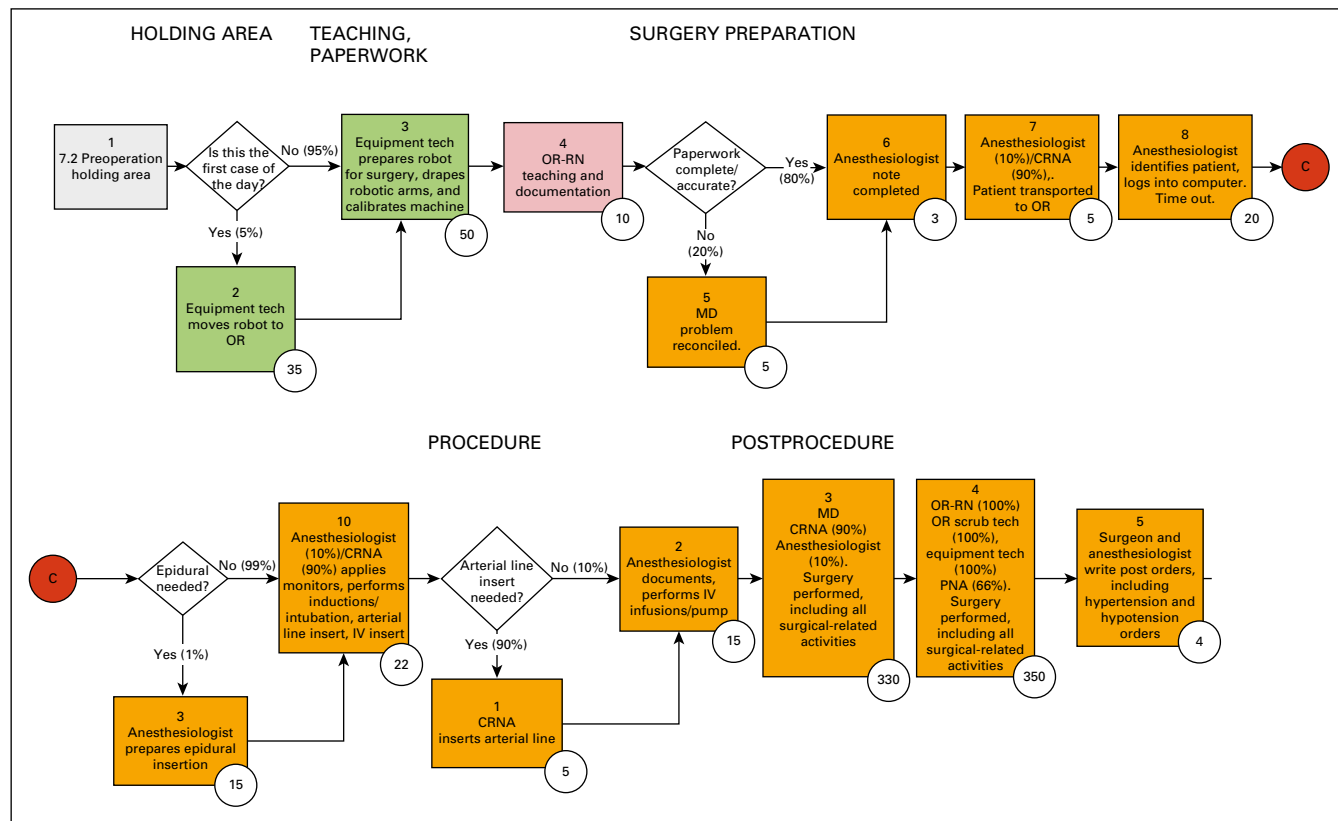 HOLDING AREA
TEACHING,
PAPERWORK
SURGERY PREPARATION
1
7.2 Preoperation
holding area
Is this the
first case of
the day?
No (95%)
Yes (5%)
2
Equipment tech
moves robot to
OR
35
3
Equipment tech
prepares robot
for surgery, drapes
robotic arms, and
calibrates machine
50
4
OR-RN
teaching and
documentation
10
Paperwork
complete/
accurate?
Yes
(80%)
No
(20%)
5
MD
problem
reconciled.
5
6
Anesthesiologist
note
completed
3
7
Anesthesiologist
(10%)/CRNA
(90%),.
Patient transported
to OR
5
8
Anesthesiologist
identifies patient,
logs into computer.
Time out.
20
C
PROCEDURE
POSTPROCEDURE
C
Epidural
needed?
No (99%)
Yes (1%)
3
Anesthesiologist
prepares epidural
insertion
15
10
Anesthesiologist
(10%)/CRNA
(90%) applies
monitors, performs
inductions/
intubation, arterial
line insert, IV insert
22
Arterial line
insert
needed?
No (10%)
Yes (90%)
1
CRNA
inserts arterial line
5
2
Anesthesiologist
documents,
performs IV
infusions/pump
15
3
MD
CRNA (90%)
Anesthesiologist
(10%).
Surgery
performed,
including all
surgical-related
activities
330
4
OR-RN (100%)
OR scrub tech
(100%),
equipment tech
(100%)
PNA (66%).
Surgery
performed,
including all
surgical-related
activities
350
5
Surgeon and
anesthesiologist
write post orders,
including
hypertension and
hypotension
orders
4